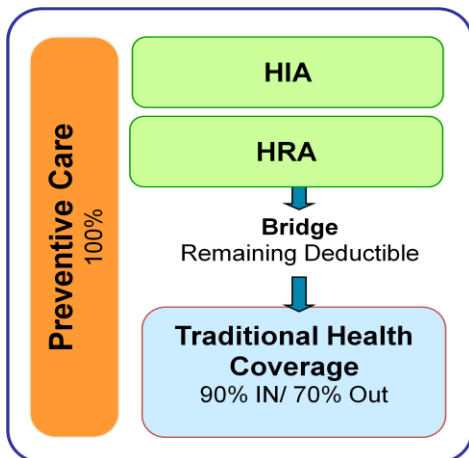 Preventive Care
100%
HIA
HRA
Bridge
Remaining Deductible
Traditional Health
Coverage
90% IN/ 70% Out